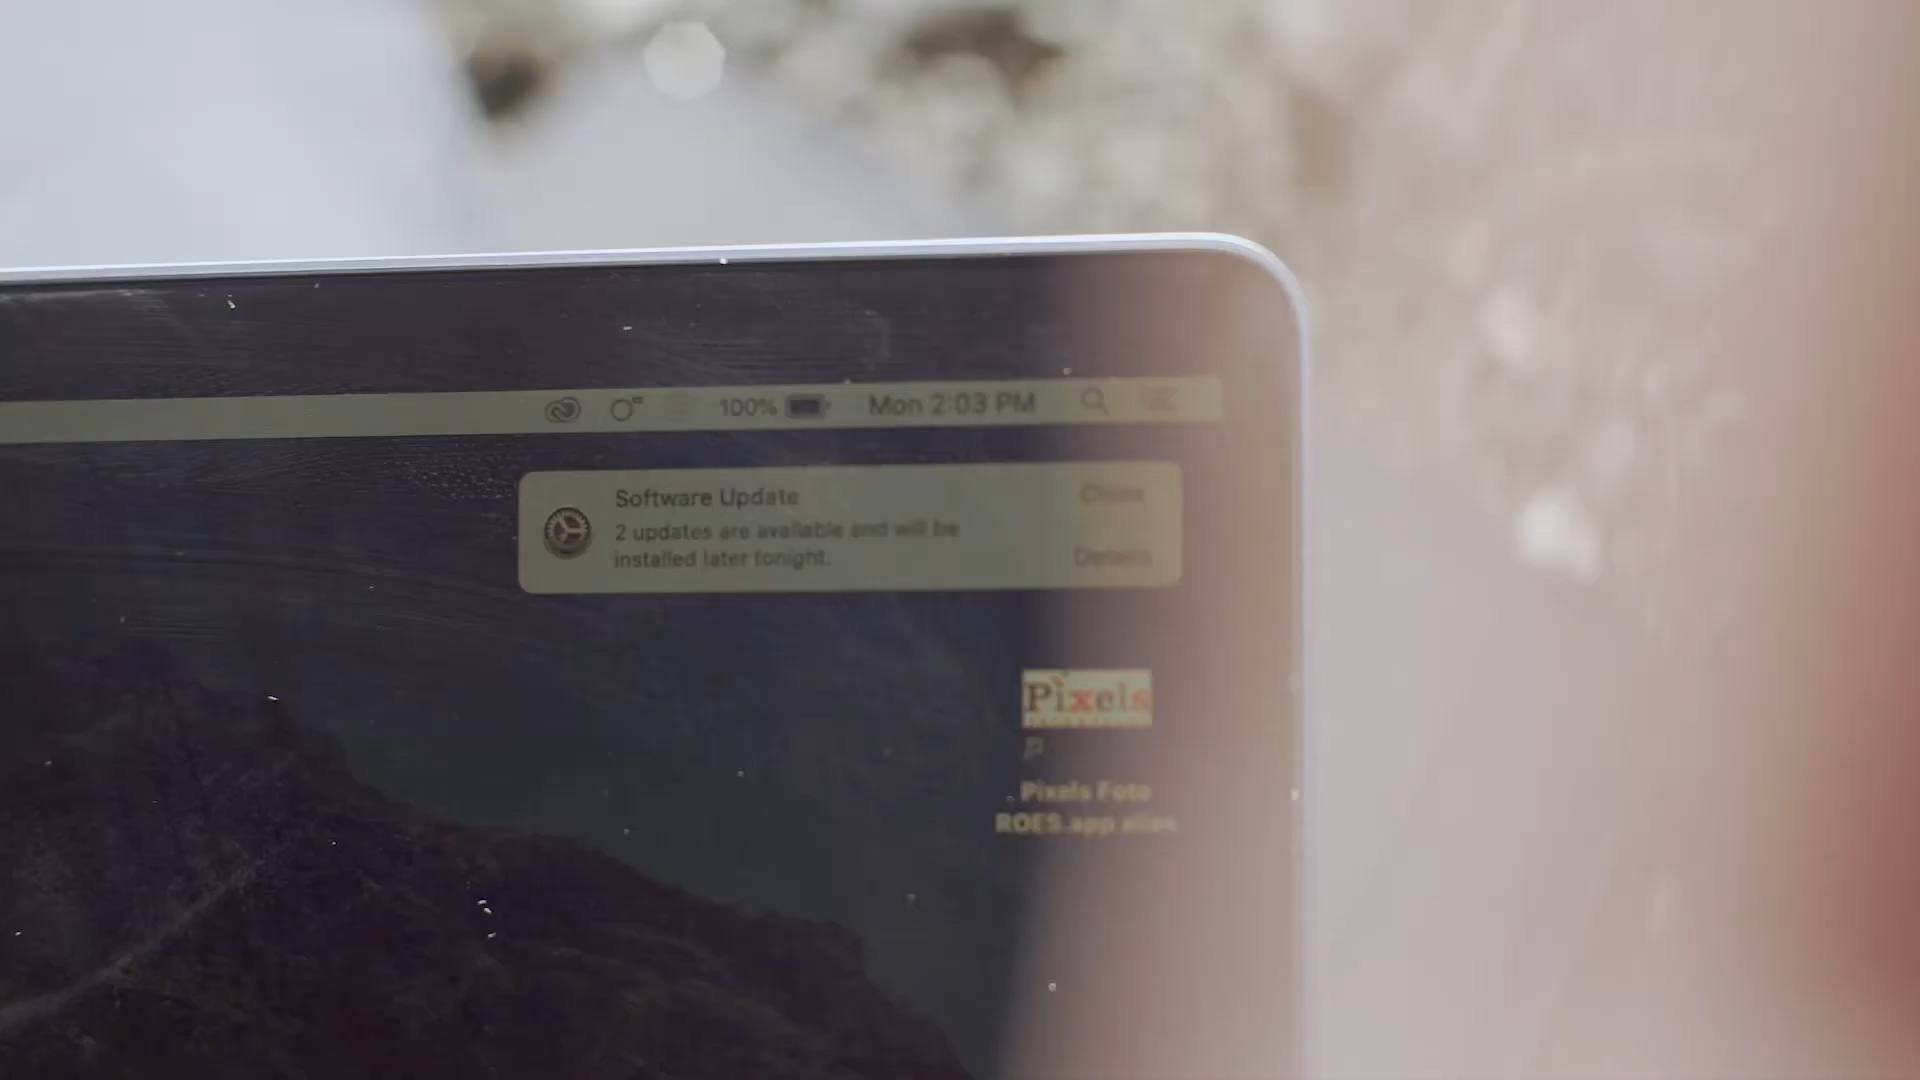 100% Mon 2:03 PM
Software Update
Close
2 updates are available and will be
installed later tonight.
Details
Pixels
Pixels Foto
ROES.app alias